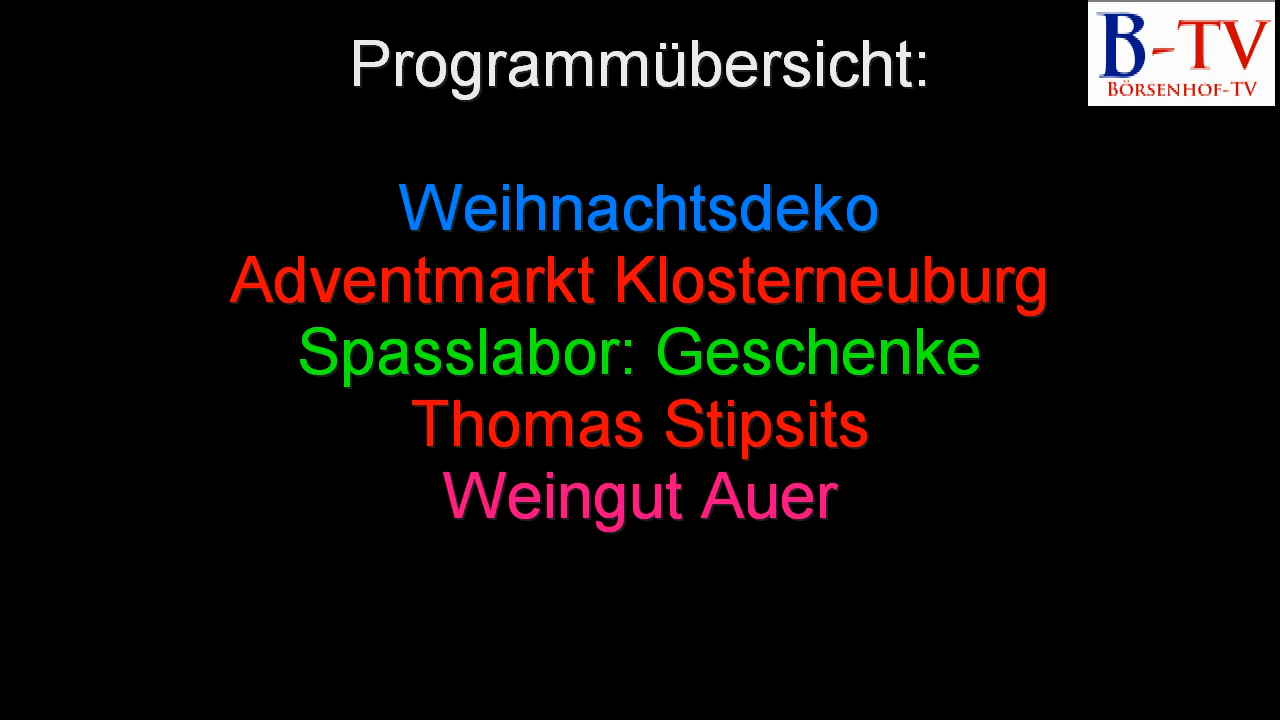 Programmübersicht:
B-TV
BÖRSENHOF-TV
Weihnachtsdeko
Adventmarkt Klosterneuburg
Spasslabor: Geschenke
Thomas Stipsits
Weingut Auer